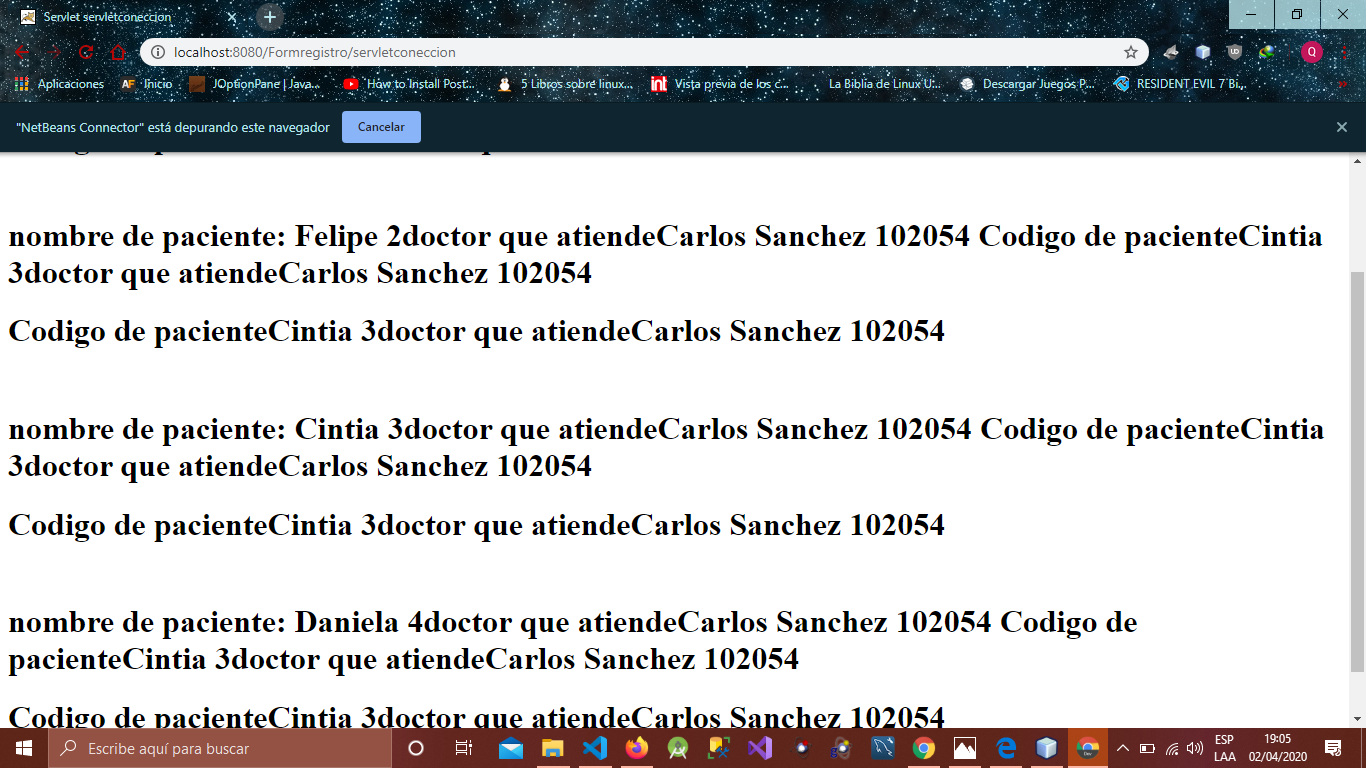 Servlet servletconeccion
localhost:8080/Formregistro/servletconeccion
Aplicaciones
Inicio
JOptionPane | Java...
How to Install Post...
5 Libros sobre linux...
Vista previa de los c...
La Biblia de Linux U...
Descargar Juegos P...
RESIDENT EVIL 7 Bi...
"NetBeans Connector" está depurando este navegador
Cancelar
nombre de paciente: Felipe 2doctor que atiendeCarlos Sanchez 102054 Codigo de pacienteCintia
3doctor que atiendeCarlos Sanchez 102054
Codigo de pacienteCintia 3doctor que atiendeCarlos Sanchez 102054
nombre de paciente: Cintia 3doctor que atiendeCarlos Sanchez 102054 Codigo de pacienteCintia
3doctor que atiendeCarlos Sanchez 102054
Codigo de pacienteCintia 3doctor que atiendeCarlos Sanchez 102054
nombre de paciente: Daniela 4doctor que atiendeCarlos Sanchez 102054 Codigo de
pacienteCintia 3doctor que atiendeCarlos Sanchez 102054
Codigo de pacienteCintia 3doctor que atiendeCarlos Sanchez 102054
Escribe aquí para buscar
ESP
LAA
19:05
02/04/2020